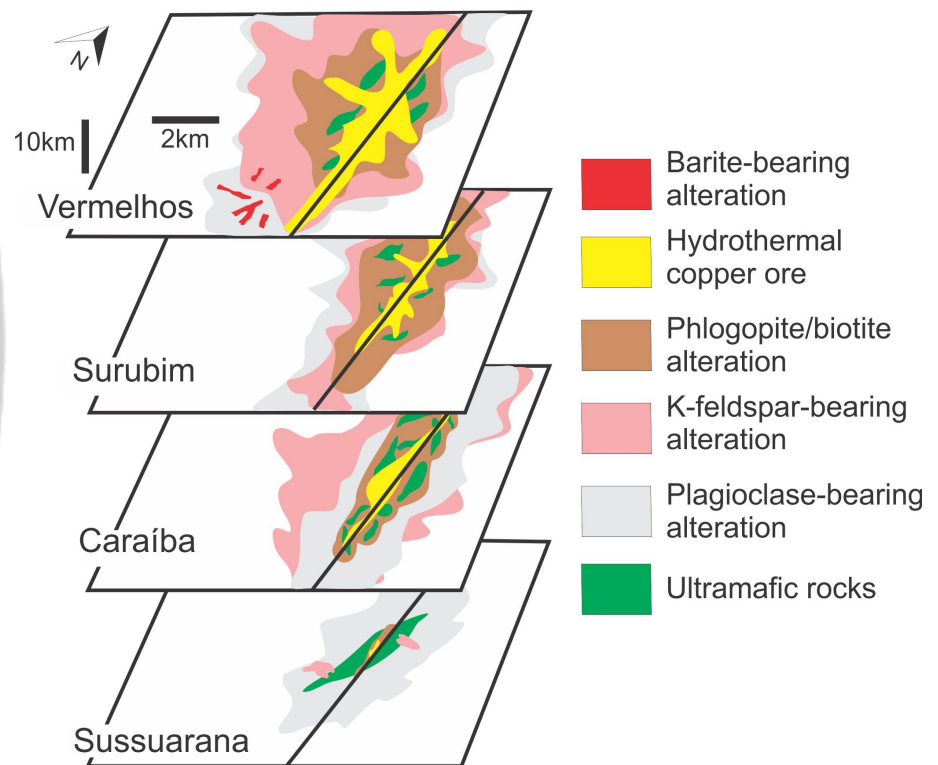 N
10km
2km
Vermelhos
Surubim
Caraíba
Sussuarana
Barite-bearing
alteration
Hydrothermal
copper ore
Phlogopite/biotite
alteration
K-feldspar-bearing
alteration
Plagioclase-bearing
alteration
Ultramafic rocks